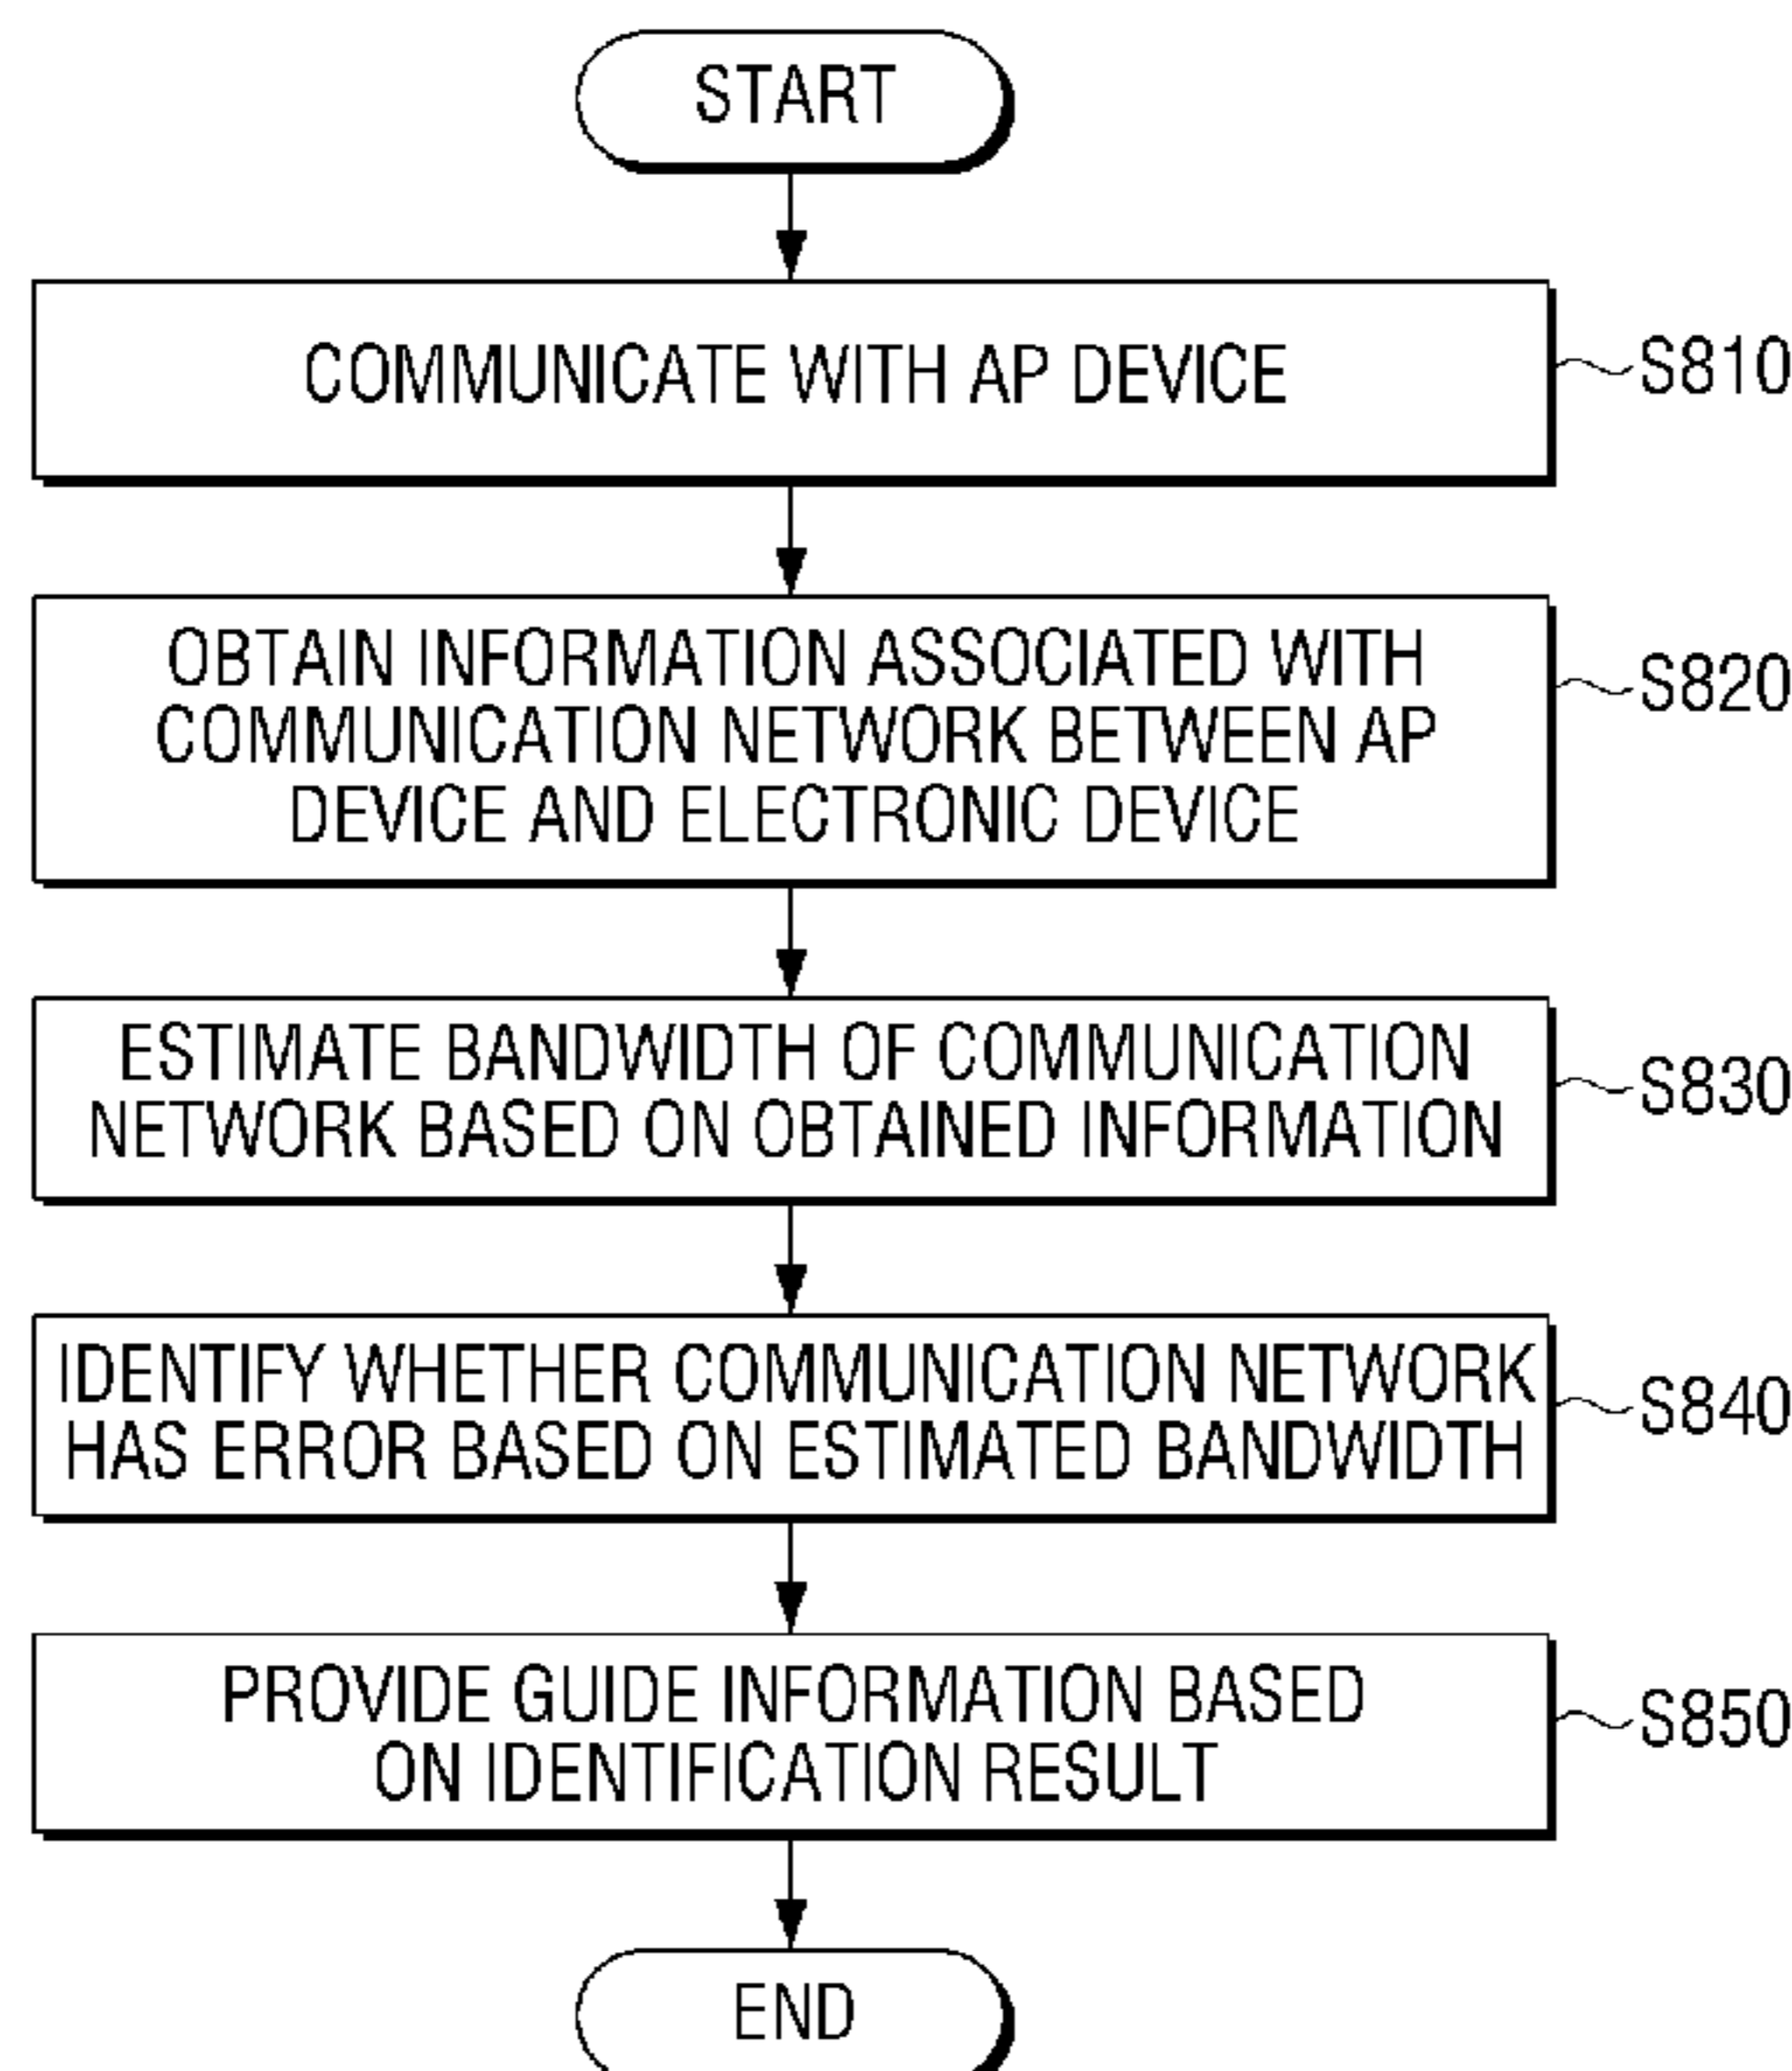 START
COMMUNICATE WITH AP DEVICE
S810
OBTAIN INFORMATION ASSOCIATED WITH
COMMUNICATION NETWORK BETWEEN AP
DEVICE AND ELECTRONIC DEVICE
S820
ESTIMATE BANDWIDTH OF COMMUNICATION
NETWORK BASED ON OBTAINED INFORMATION
S830
IDENTIFY WHETHER COMMUNICATION NETWORK
HAS ERROR BASED ON ESTIMATED BANDWIDTH
S840
PROVIDE GUIDE INFORMATION BASED
ON IDENTIFICATION RESULT
S850
END